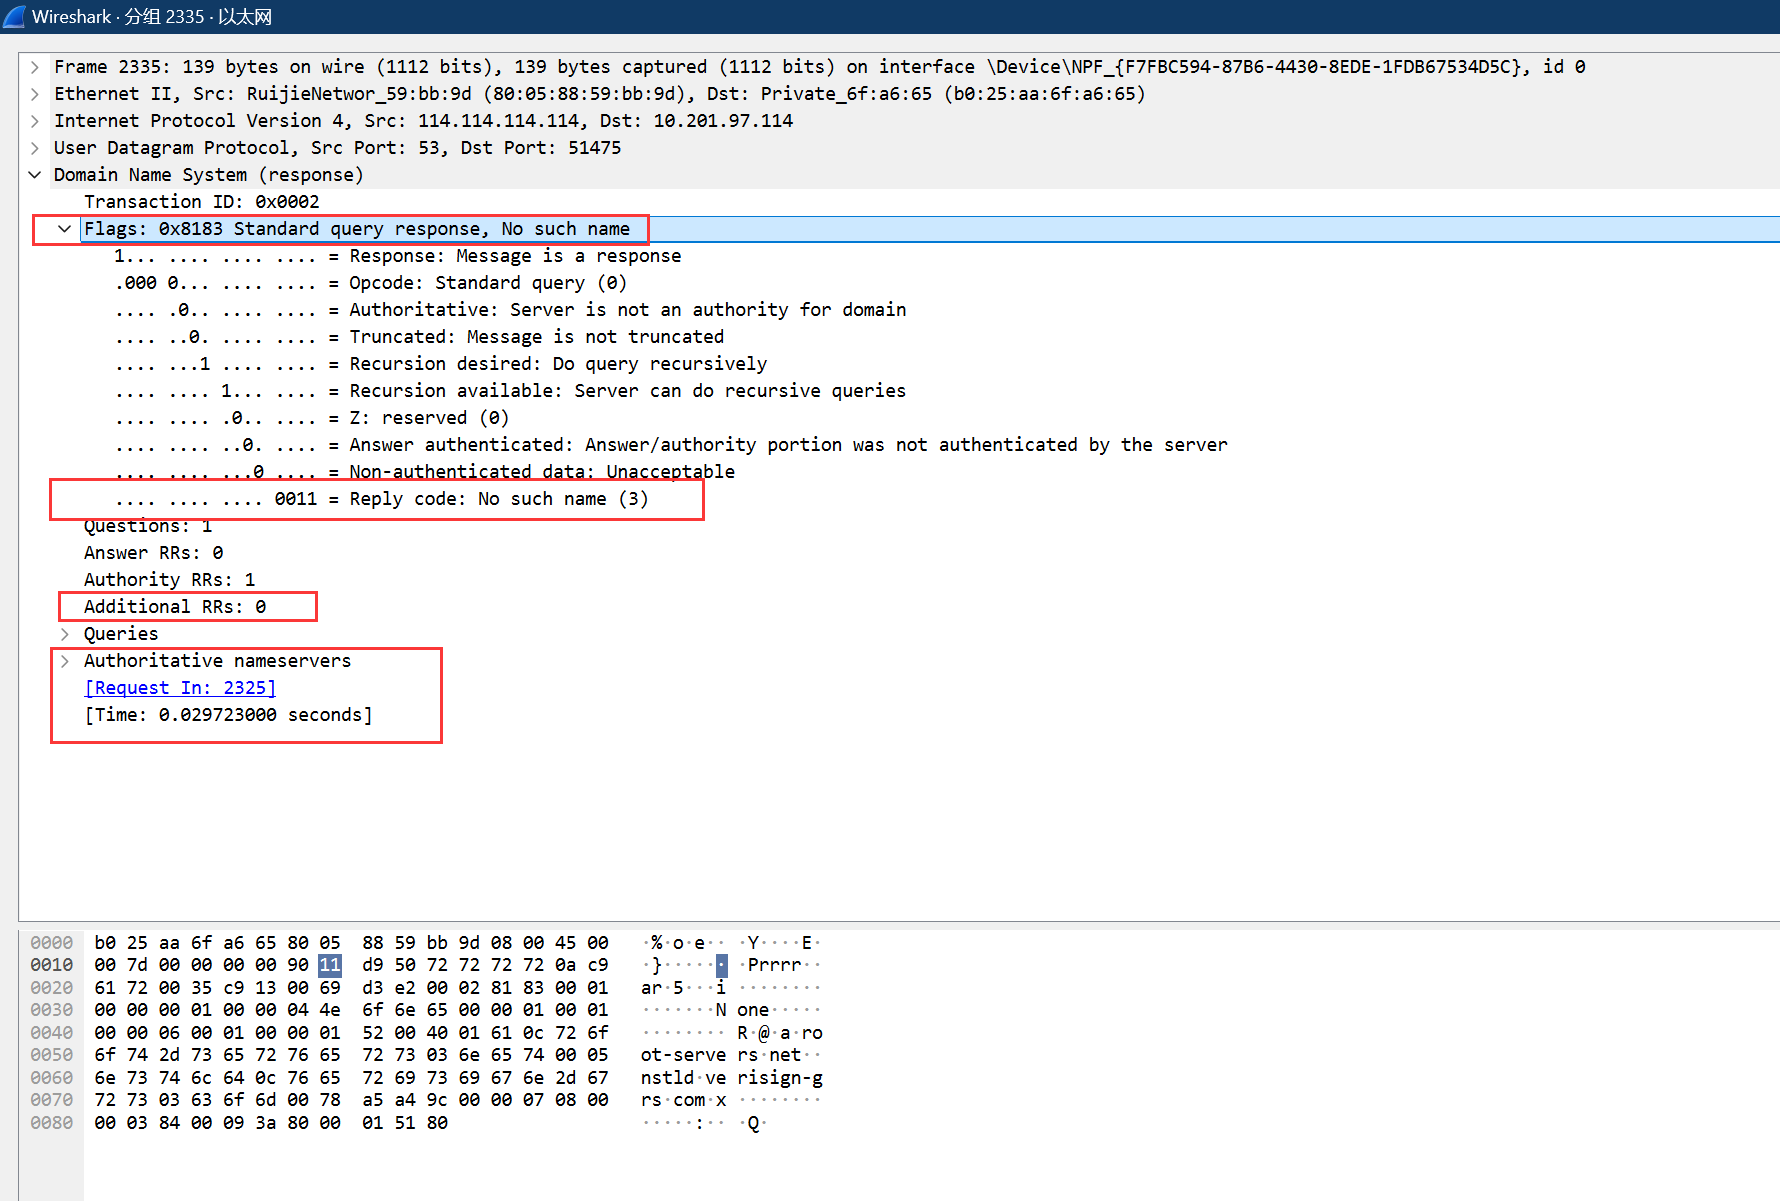 Wireshark · 分组 2335 · 以太网
Frame 2335: 139 bytes on wire (1112 bits), 139 bytes captured (1112 bits) on interface \Device\NPF_{F7FBC594-87B6-4430-8EDE-1FDB67534D5C}, id 0
Ethernet II, Src: RuijieNetwor_59:bb:9d (80:05:88:59:bb:9d), Dst: Private_6f:a6:65 (b0:25:aa:6f:a6:65)
Internet Protocol Version 4, Src: 114.114.114.114, Dst: 10.201.97.114
User Datagram Protocol, Src Port: 53, Dst Port: 51475
Domain Name System (response)
Transaction ID: 0x0002
Flags: 0x8183 Standard query response, No such name
1... .... .... .... = Response: Message is a response
.000 0... .... .... = Opcode: Standard query (0)
.... .0.. .... .... = Authoritative: Server is not an authority for domain
.... ..0. .... .... = Truncated: Message is not truncated
.... ...1 .... .... = Recursion desired: Do query recursively
.... .... 1... .... = Recursion available: Server can do recursive queries
.... .... .0.. .... = Z: reserved (0)
.... .... ..0. .... = Answer authenticated: Answer/authority portion was not authenticated by the server
.... .... ...0 .... = Non-authenticated data: Unacceptable
.... .... .... 0011 = Reply code: No such name (3)
Questions: 1
Answer RRs: 0
Authority RRs: 1
Additional RRs: 0
Queries
Authoritative nameservers
[Request In: 2325]
[Time: 0.029723000 seconds]
0000 b0 25 aa 6f a6 65 80 05 88 59 bb 9d 08 00 45 00 ·%·o·e·· ·Y····E·
0010 00 7d 00 00 00 00 90 11 d9 50 72 72 72 72 0a c9 ·}······ ·Prrrr··
0020 61 72 00 35 c9 13 00 69 d3 e2 00 02 81 83 00 01 ar·5···i ········
0030 00 00 00 01 00 00 04 4e 6f 6e 65 00 00 01 00 01 ·······N one·····
0040 00 00 06 00 01 00 00 01 52 00 40 01 61 0c 72 6f ········ R·@·a·ro
0050 6f 74 2d 73 65 72 76 65 72 73 03 6e 65 74 00 05 ot-serve rs·net··
0060 6e 73 74 6c 64 0c 76 65 72 69 73 69 67 6e 2d 67 nstld·ve risign-g
0070 72 73 03 63 6f 6d 00 78 a5 a4 9c 00 00 07 08 00 rs·com·x ········
0080 00 03 84 00 09 3a 80 00 01 51 80 ·····:·· ·Q·